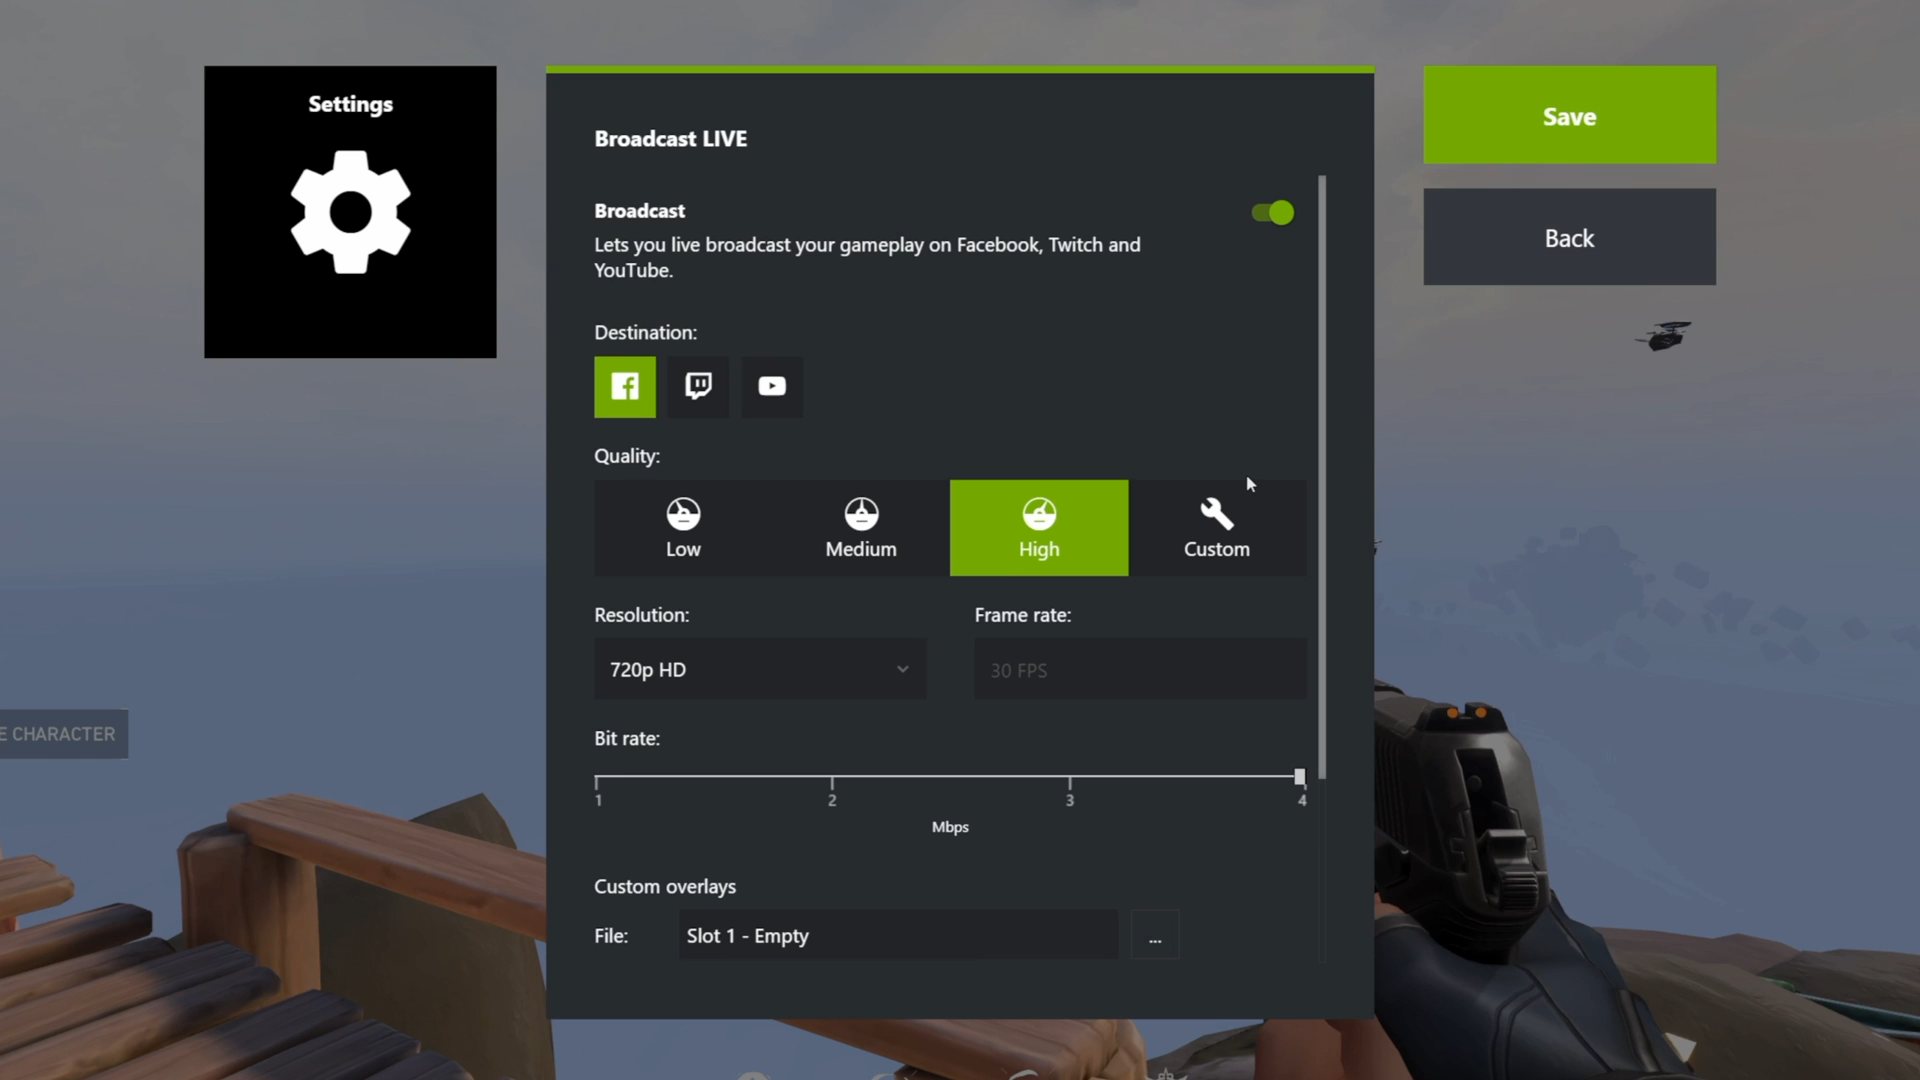 Settings
Broadcast LIVE
Save
Broadcast
Lets you live broadcast your gameplay on Facebook, Twitch and
YouTube.
Back
Destination:
Quality:
Low
Medium
High
Custom
Resolution:
Frame rate:
720p HD
30 FPS
E CHARACTER
Bit rate:
1
2
3
4
Mbps
Custom overlays
File:
Slot 1 - Empty
...